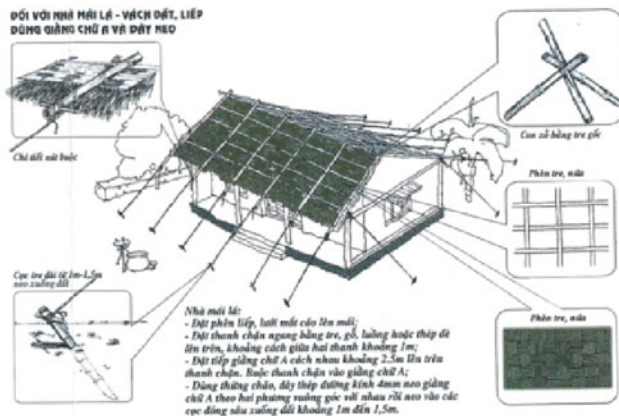 ĐỐI VỚI NHÀ MÁI LÁ - VÁCH ĐẤT, LIẾP
DÙNG GIẰNG CHỮ A VÀ DÂY NEO
Chi tiết nút buộc
Con sỏ bằng tre gốc
Phên tre, nứa
Cọc tre dài từ 1m-1,5m
neo xuống đất
Phên tre, nứa
Nhà mái lá:
- Đặt phên liếp, lưới mắt cáo lên mái;
- Đặt thanh chặn ngang bằng tre, gỗ, luồng hoặc thép đè
lên trên, khoảng cách giữa hai thanh khoảng 1m;
- Đặt tiếp giằng chữ A cách nhau khoảng 2.5m lên trên
thanh chặn. Buộc thanh chặn vào giằng chữ A;
- Dùng thừng chão, dây thép đường kính 4mm neo giằng
chữ A theo hai phương vuông góc với nhau rồi neo vào các
cọc đóng sâu xuống đất khoảng 1m đến 1,5m.